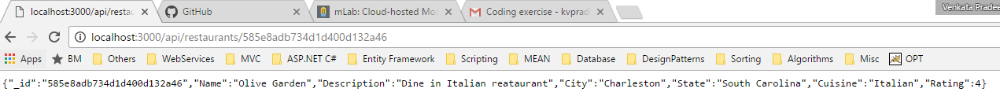 Venkata Pradee
localhost:3000/api/restau
GitHub
mLab: Cloud-hosted Mo
Coding exercise - kvprad
localhost:3000/api/restaurants/585e8adb734d1d400d132a46
Apps BM Others WebServices MVC ASP.NET C# Entity Framework Scripting MEAN Database DesignPatterns Sorting Algorithms Misc OPT
{"_id":"585e8adb734d1d400d132a46","Name":"Olive Garden","Description":"Dine in Italian reataurant","City":"Charleston","State":"South Carolina","Cuisine":"Italian","Rating":4}